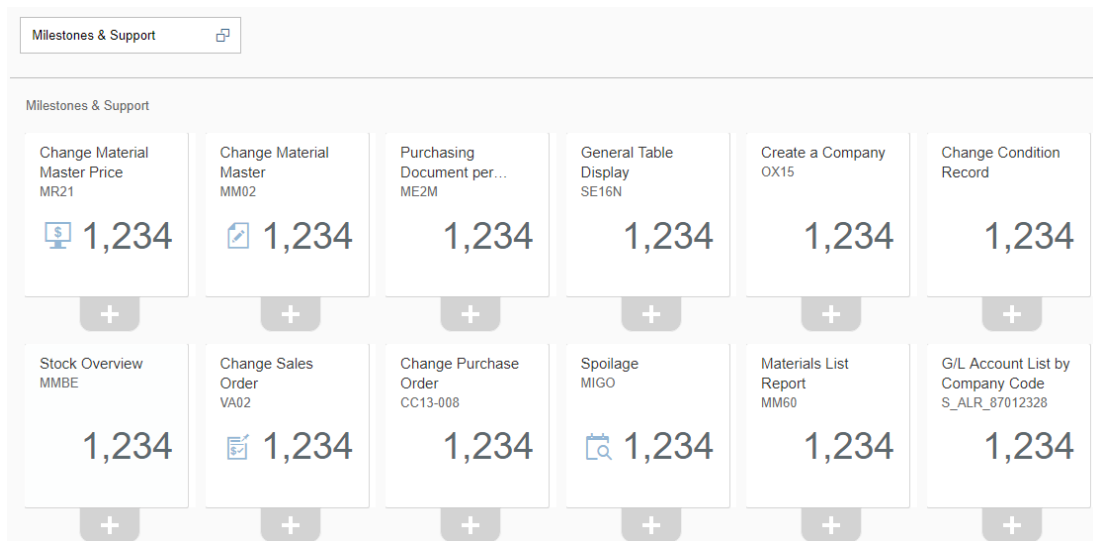 Milestones & Support
Milestones & Support
Change Material
Master Price
MR21
1,234
Change Material
Master
MM02
1,234
Purchasing
Document per…
ME2M
1,234
General Table
Display
SE16N
1,234
Create a Company
OX15
1,234
Change Condition
Record
1,234
Stock Overview
MMBE
1,234
Change Sales
Order
VA02
1,234
Change Purchase
Order
CC13-008
1,234
Spoilage
MIGO
1,234
Materials List
Report
MM60
1,234
G/L Account List by
Company Code
S_ALR_87012328
1,234